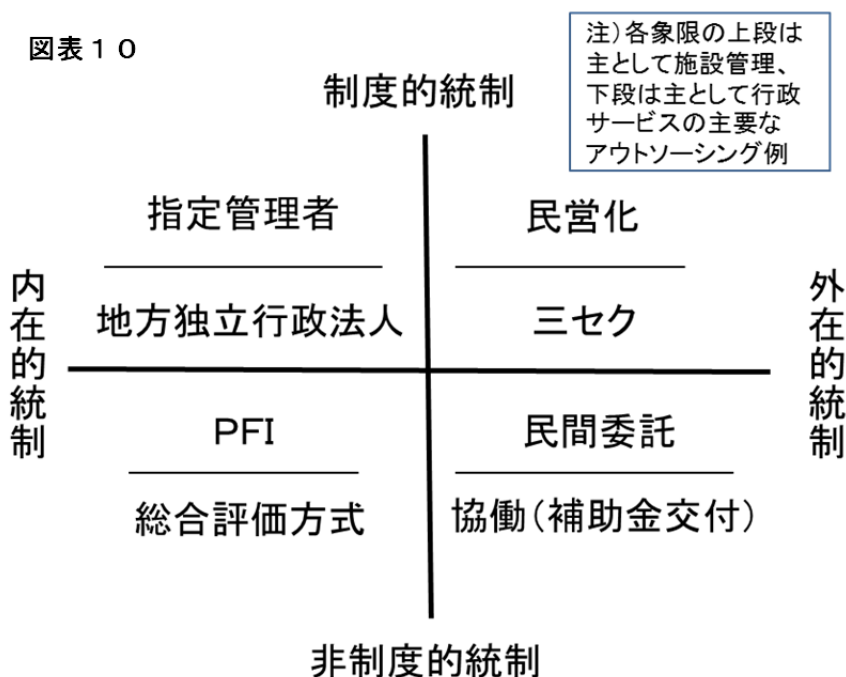 図表１０
注）各象限の上段は
主として施設管理、
下段は主として行政
サービスの主要な
アウトソーシング例
制度的統制
指定管理者
民営化
内在的統制
外在的統制
地方独立行政法人
三セク
PFI
民間委託
総合評価方式
協働（補助金交付）
非制度的統制